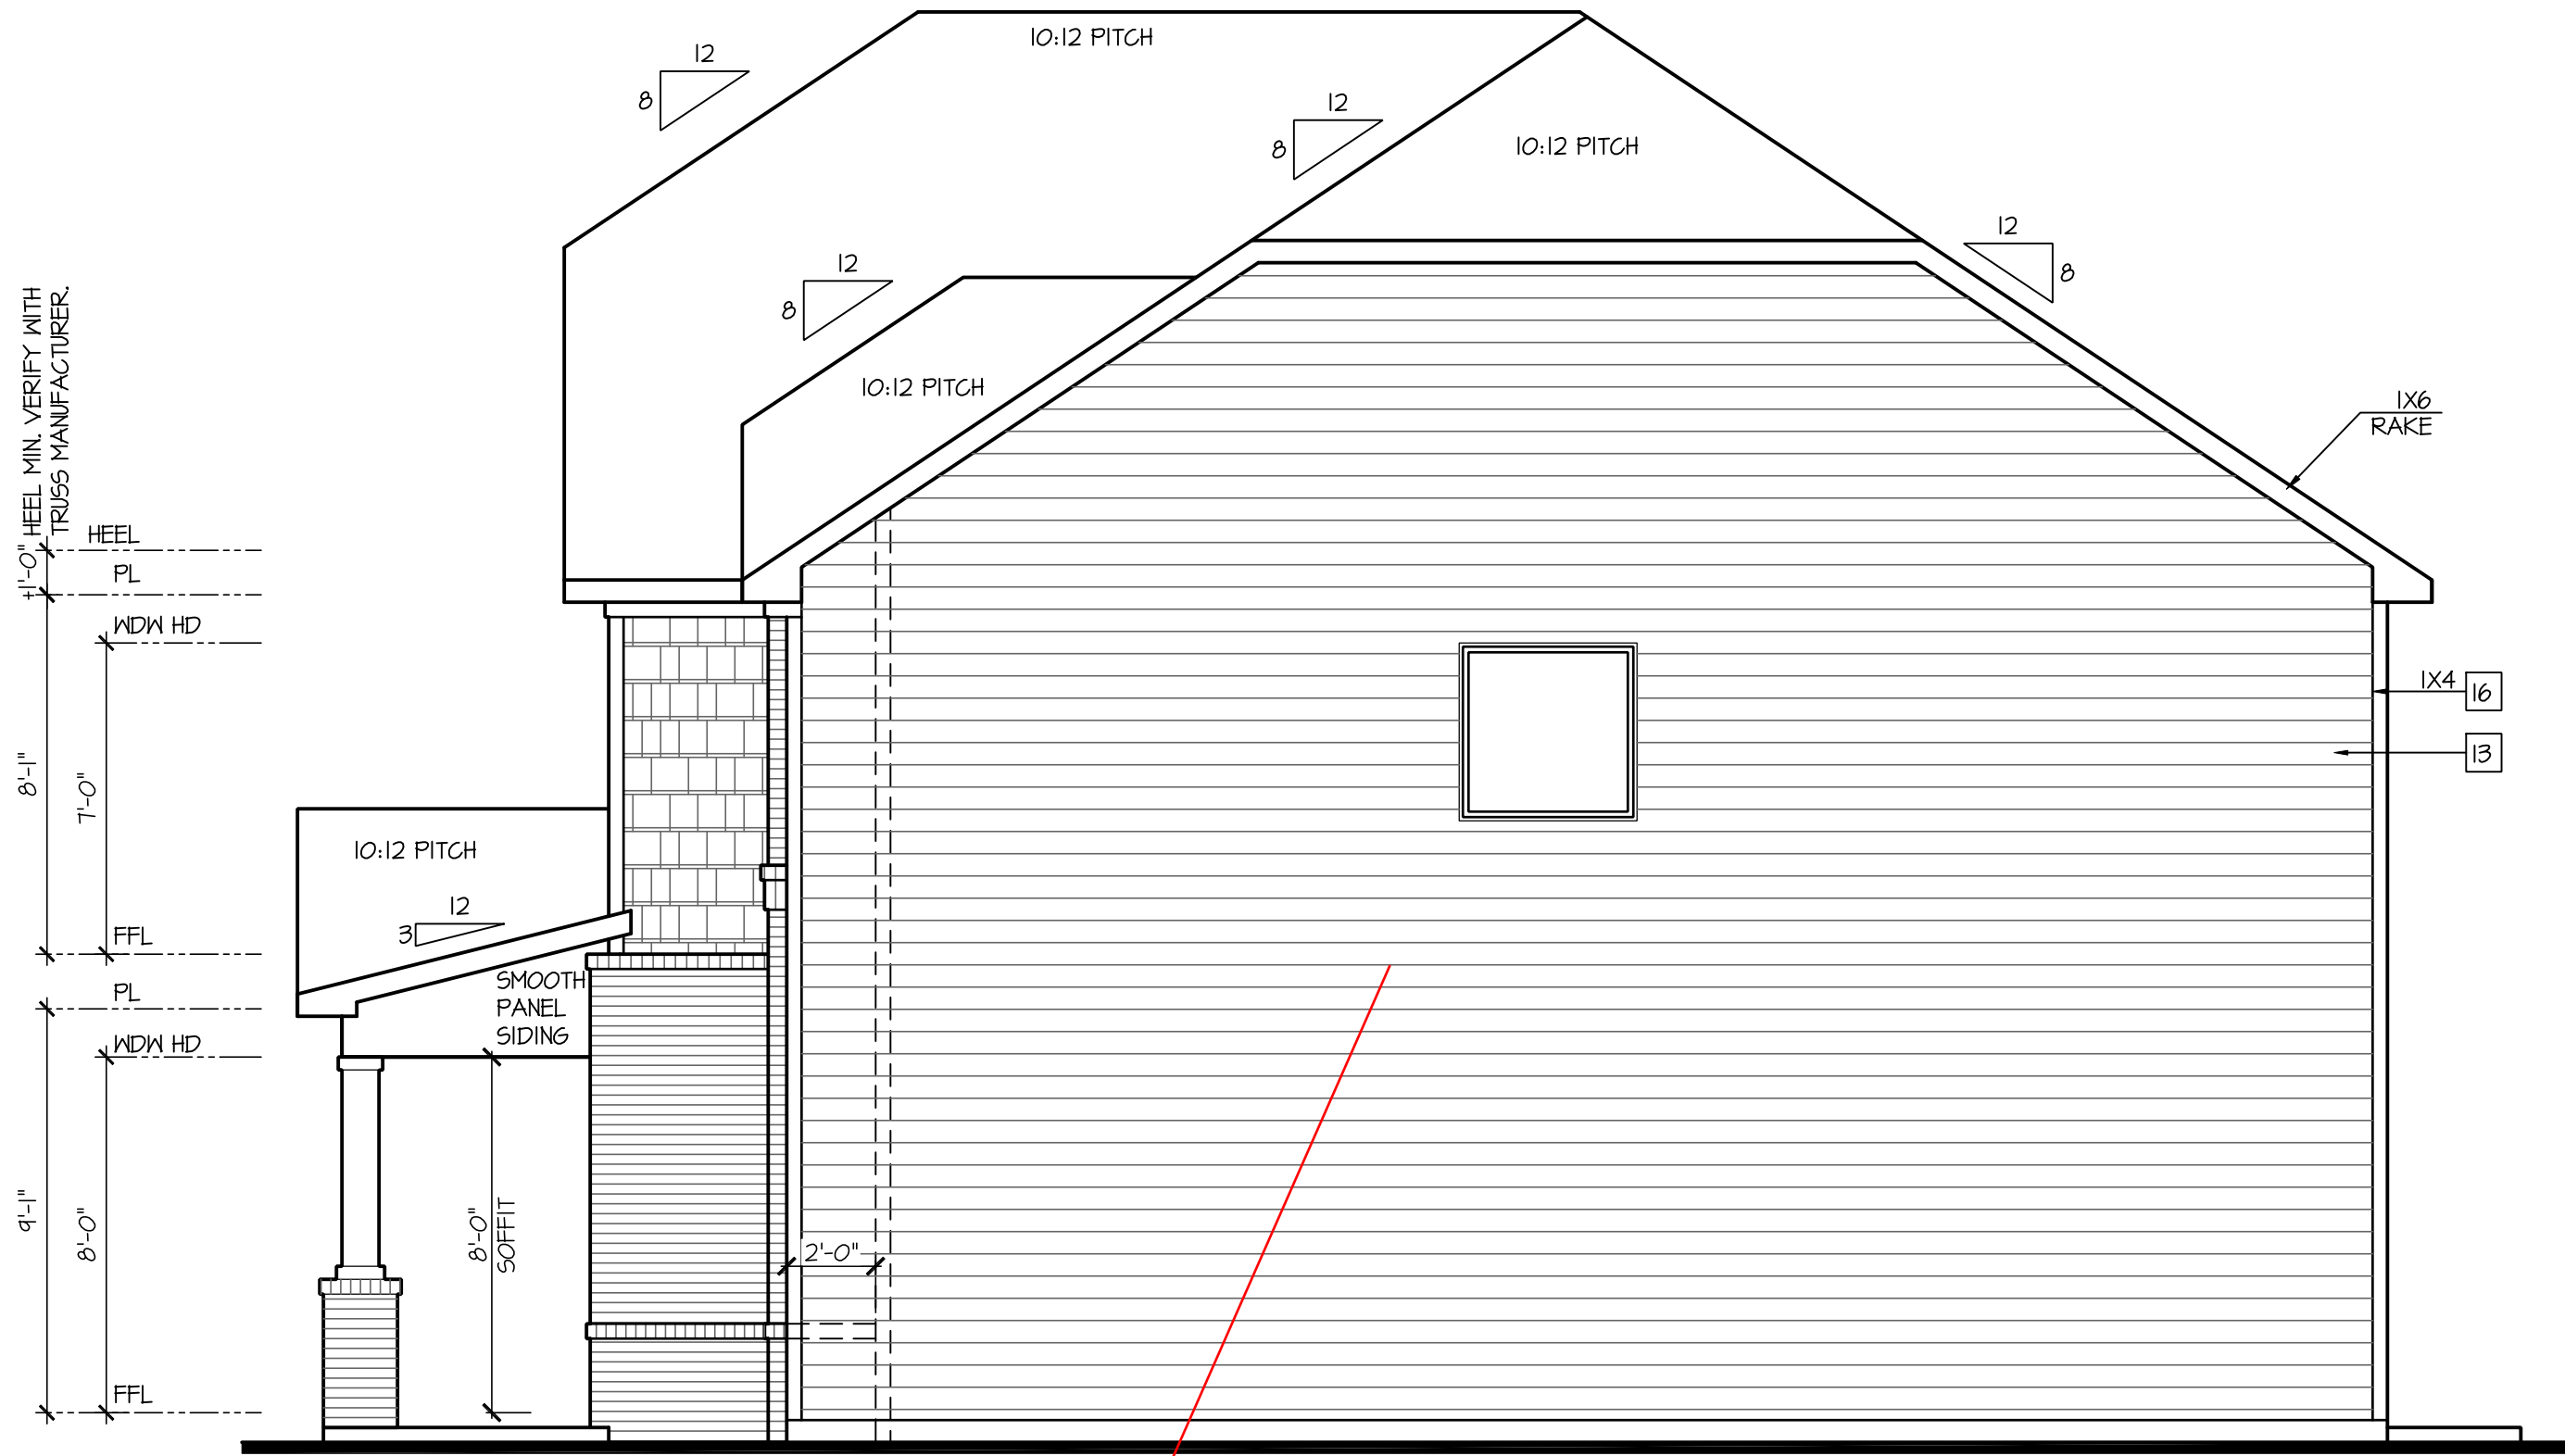 10:12 PITCH
12
8
12
8
10:12 PITCH
12
8
12
8
10:12 PITCH
1X6
RAKE
+1'-0" HEEL MIN. VERIFY WITH
TRUSS MANUFACTURER.
HEEL
PL
WDW HD
8'-1"
7'-0"
1X4 16
13
10:12 PITCH
12
3
FFL
SMOOTH
PANEL
SIDING
PL
WDW HD
9'-1"
8'-0"
8'-0"
SOFFIT
2'-0"
FFL